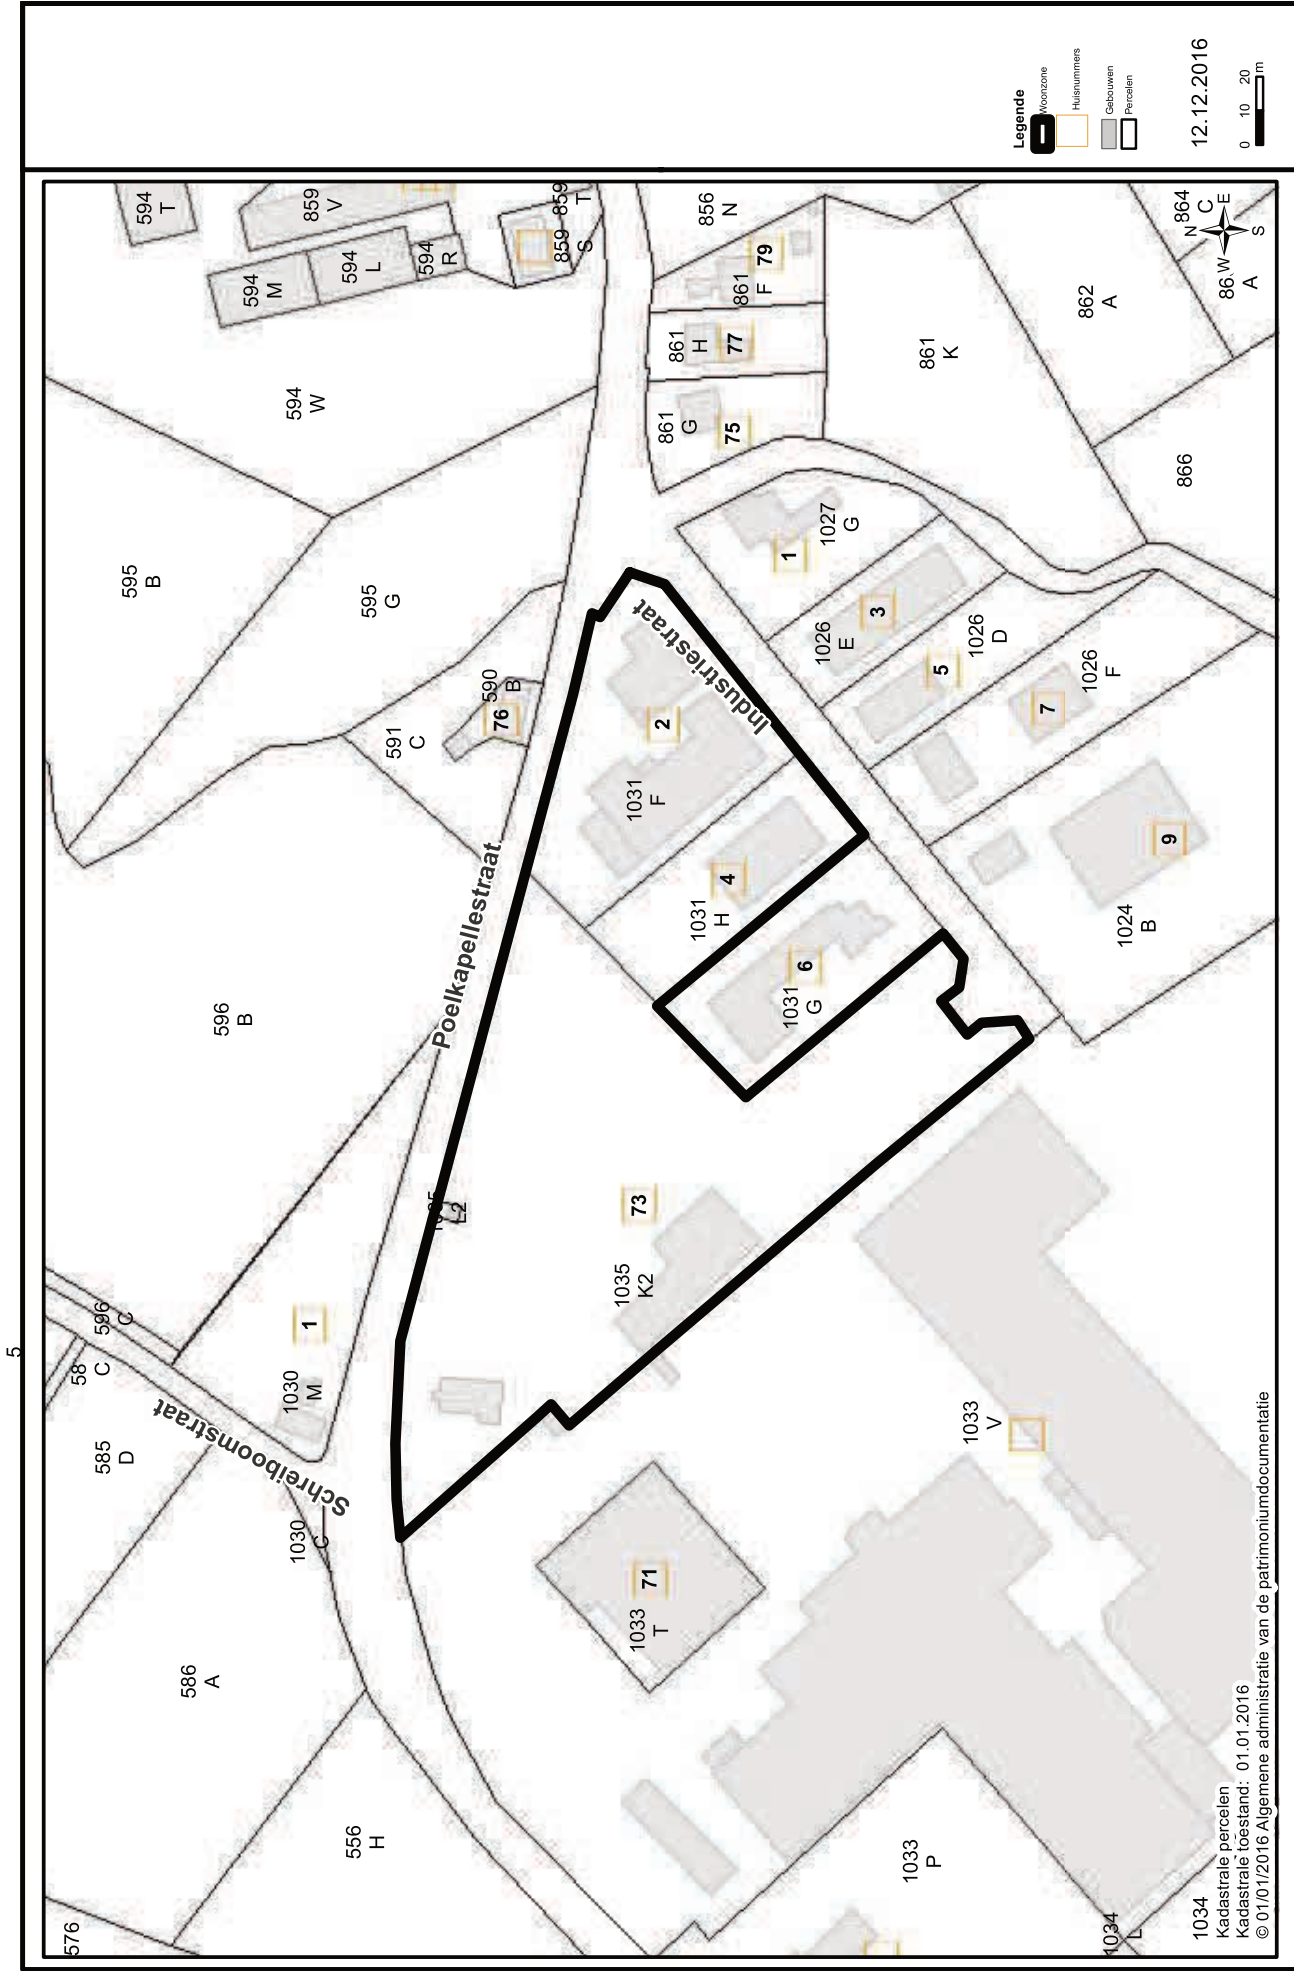 5
576
556
H
586
A
585
D
58
C
596
C
1030
C
1030
M
1
Schreiboomstraat
596
B
Poelkapellestraat
595
B
595
G
591
C
590
B
76
594
W
594
M
594
L
594
R
594
T
859
V
859
S
859
T
856
N
861
F
79
861
H
77
861
G
75
861
K
862
A
864
C
866
A
1027
G
1
1026
E
3
1026
D
5
1026
F
7
1024
B
9
Industriestraat
1031
F
2
1031
H
4
1031
G
6
L2
73
1035
K2
1033
V
71
1033
T
1033
P
1034
L
1034
N
E
S
W
Kadastrale percelen
Kadastrale toestand: 01.01.2016
© 01/01/2016 Algemene administratie van de patrimoniumdocumentatie
Legende
Woonzone
Huisnummers
Gebouwen
Percelen
12.12.2016
0 10 20
m